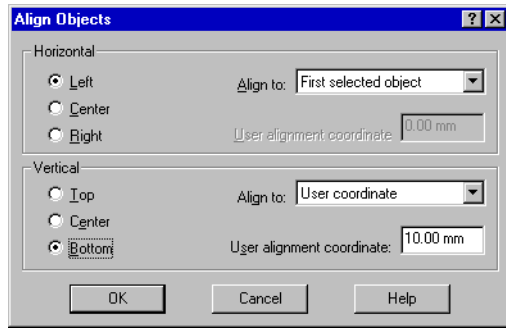 Align Objects
Horizontal
Left
Align to: First selected object
Center
Right
User alignment coordinate 0.00 mm
Vertical
Top
Align to: User coordinate
Center
Bottom
User alignment coordinate: 10.00 mm
OK Cancel Help